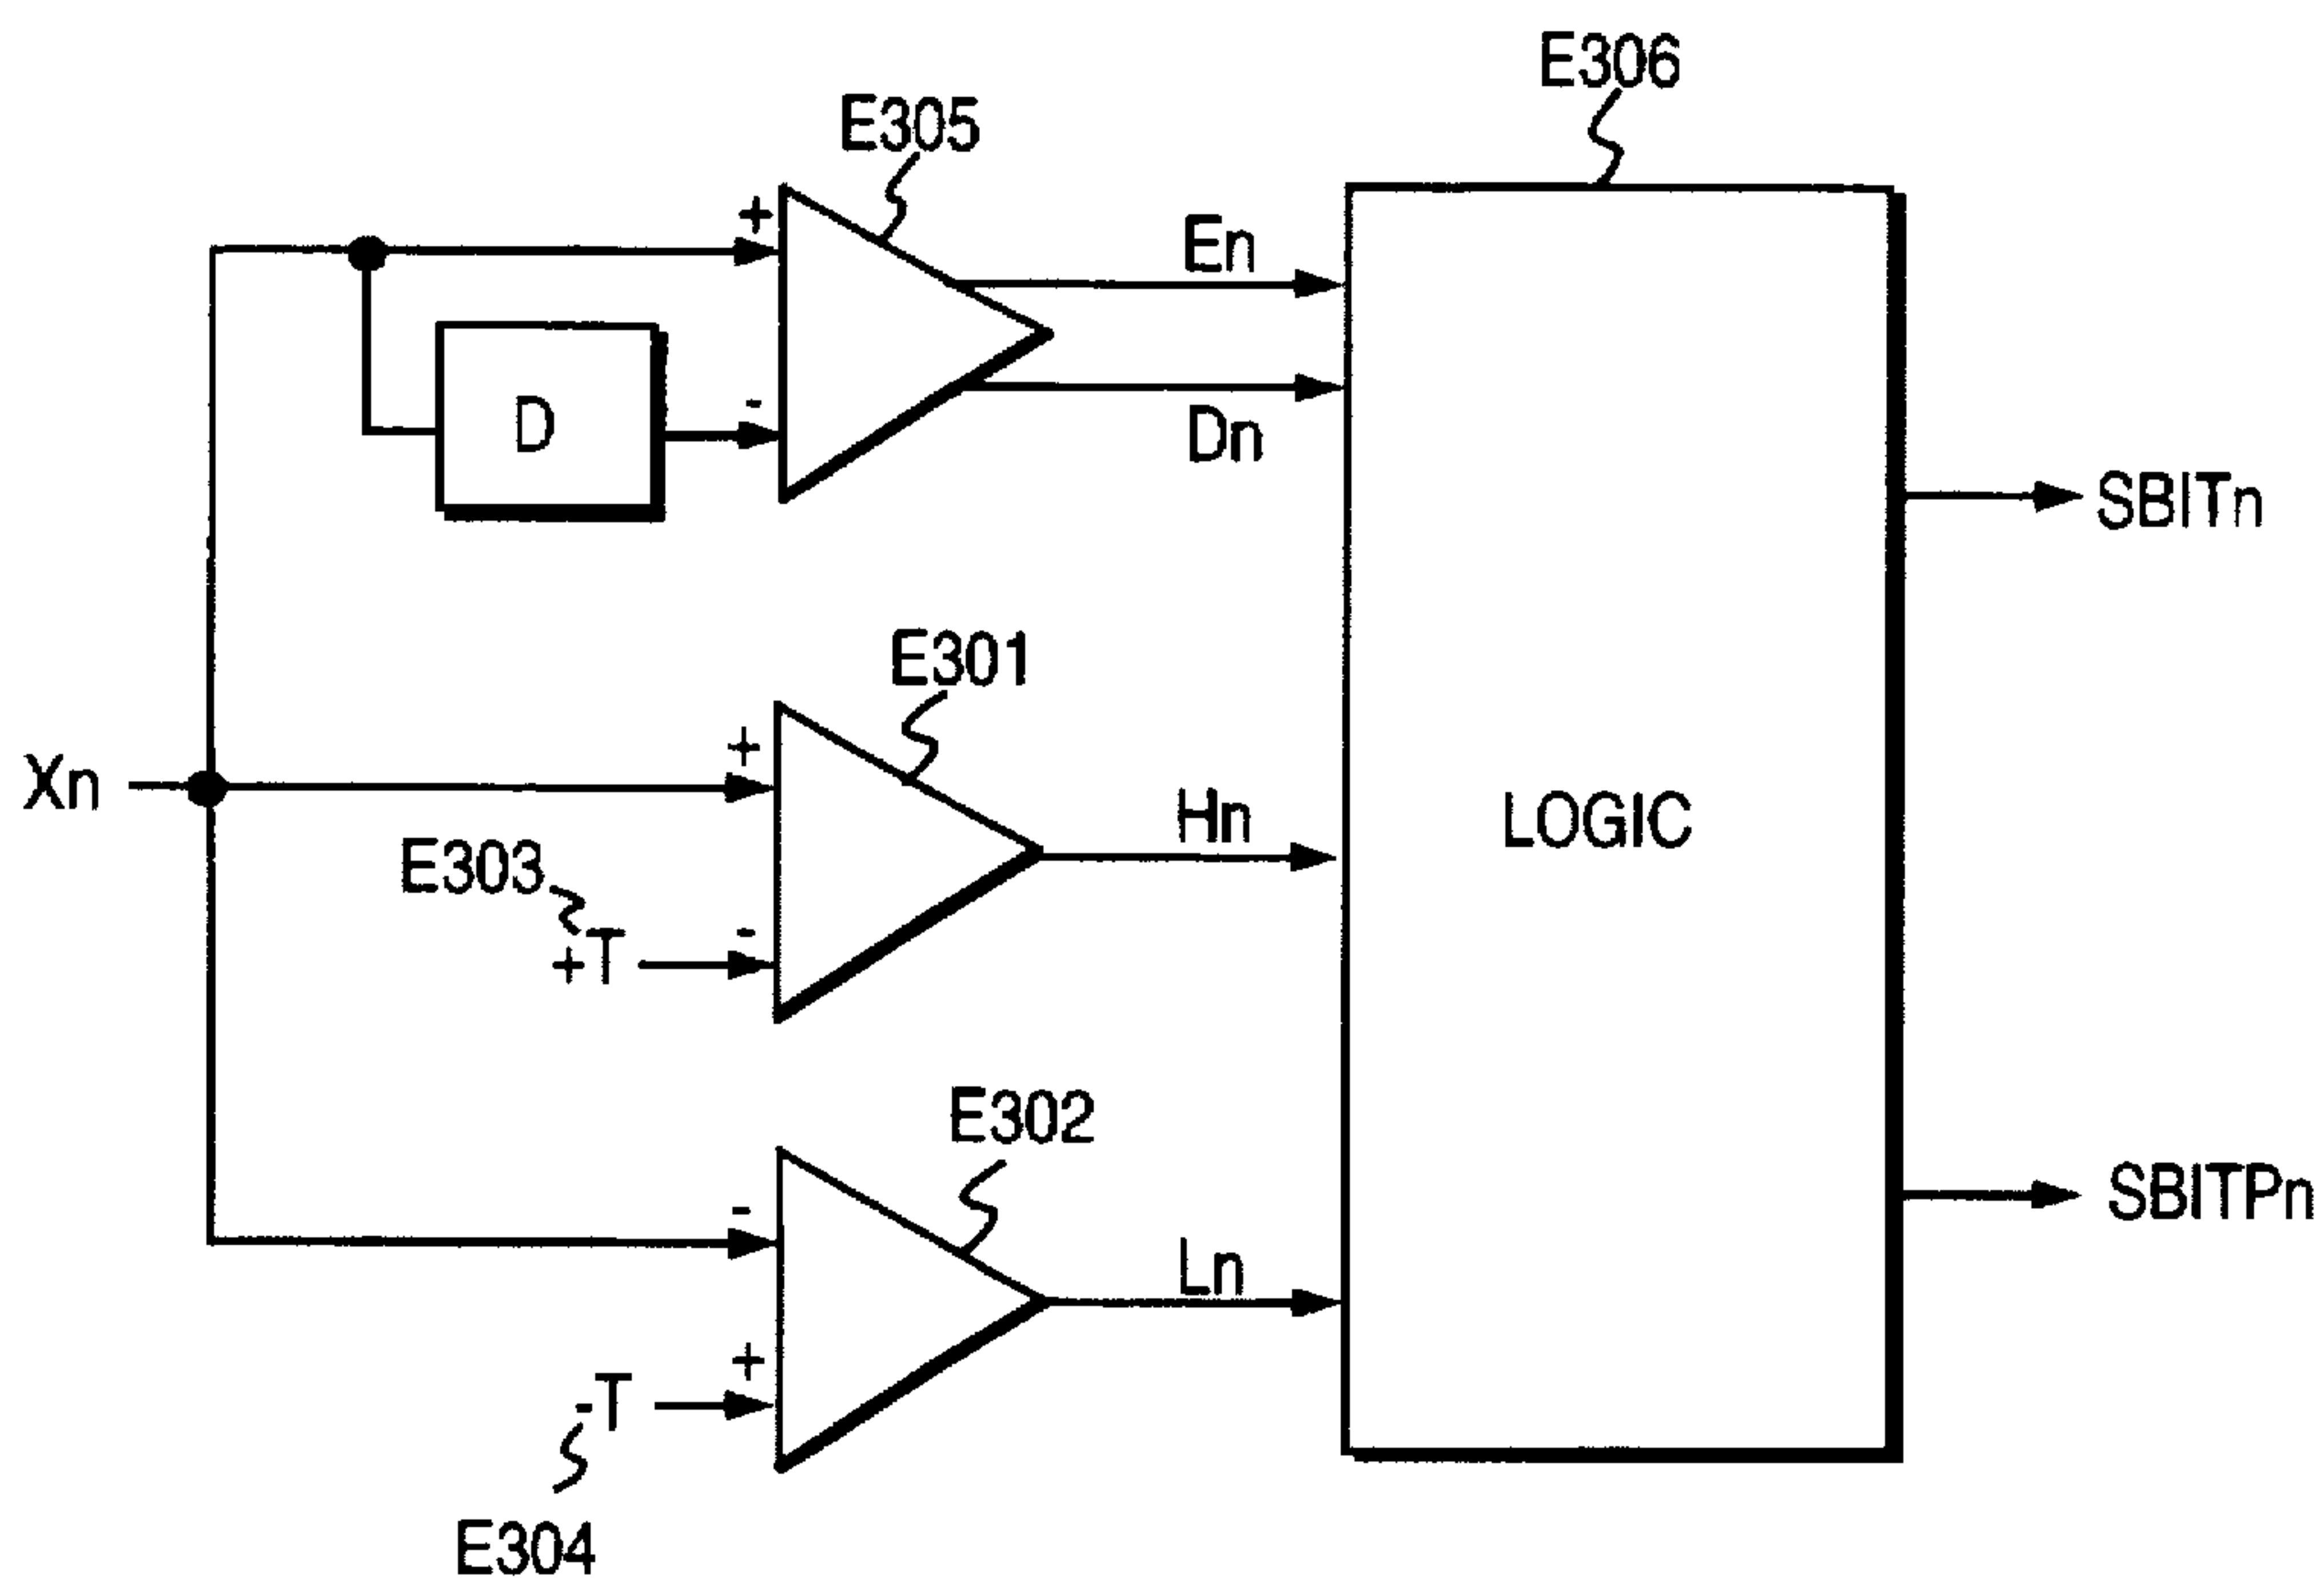 E306
E305
+
En
D
-
Dn
SBITn
E301
+
Xn
Hn
LOGIC
E303
-
+T
E302
-
SBITPn
Ln
+
-T
E304